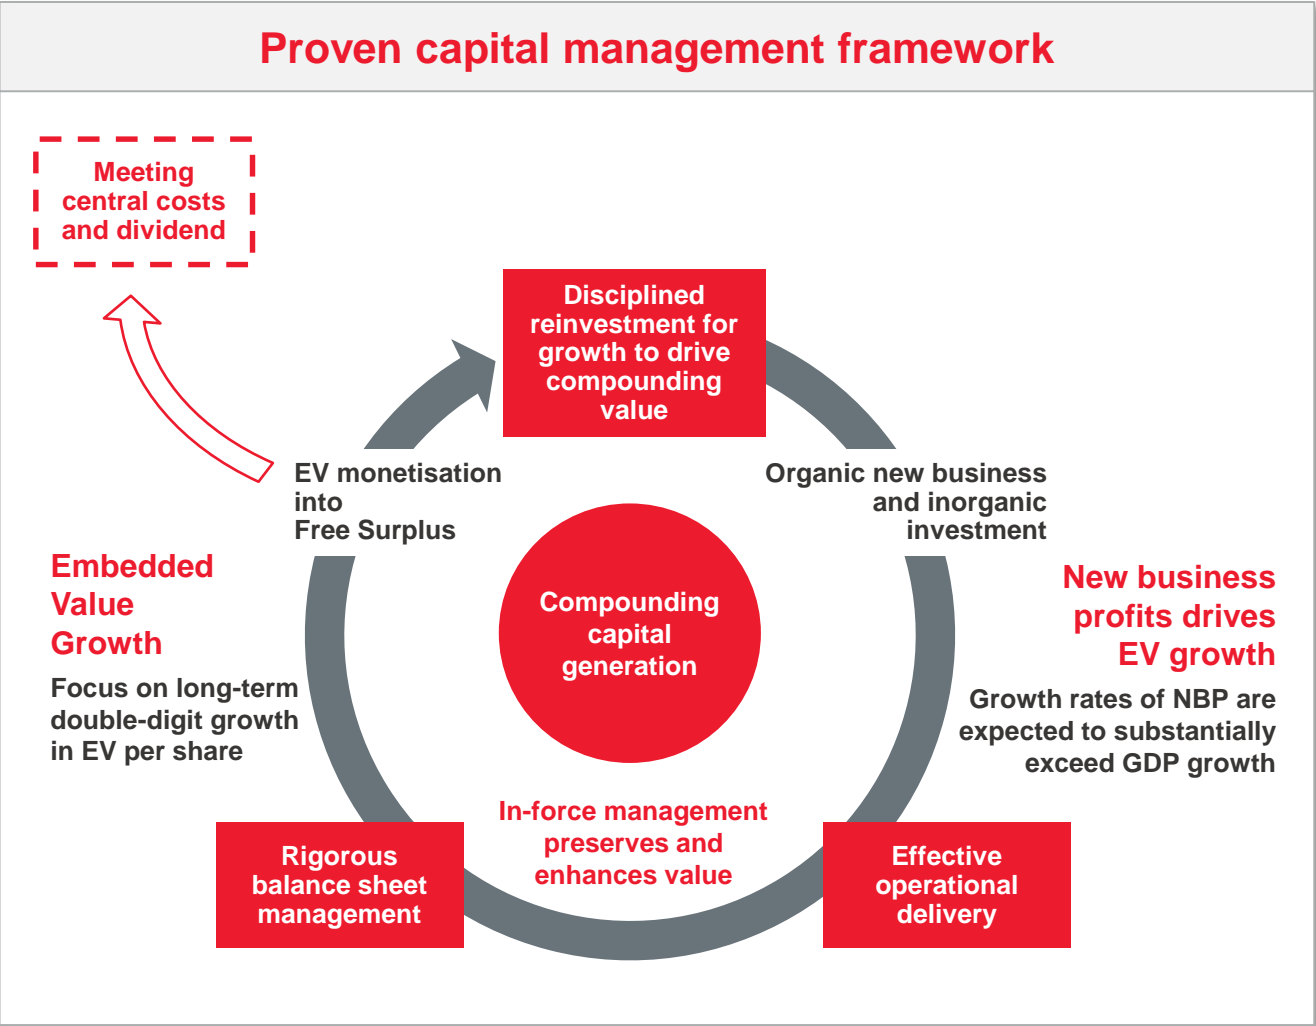 Proven capital management framework
Meeting
central costs
and dividend
Disciplined
reinvestment for
growth to drive
compounding
value
EV monetisation
into
Free Surplus
Organic new business
and inorganic
investment
Embedded
Value
Growth
Focus on long-term
double-digit growth
in EV per share
Compounding
capital
generation
New business
profits drives
EV growth
Growth rates of NBP are
expected to substantially
exceed GDP growth
In-force management
preserves and
enhances value
Rigorous
balance sheet
management
Effective
operational
delivery